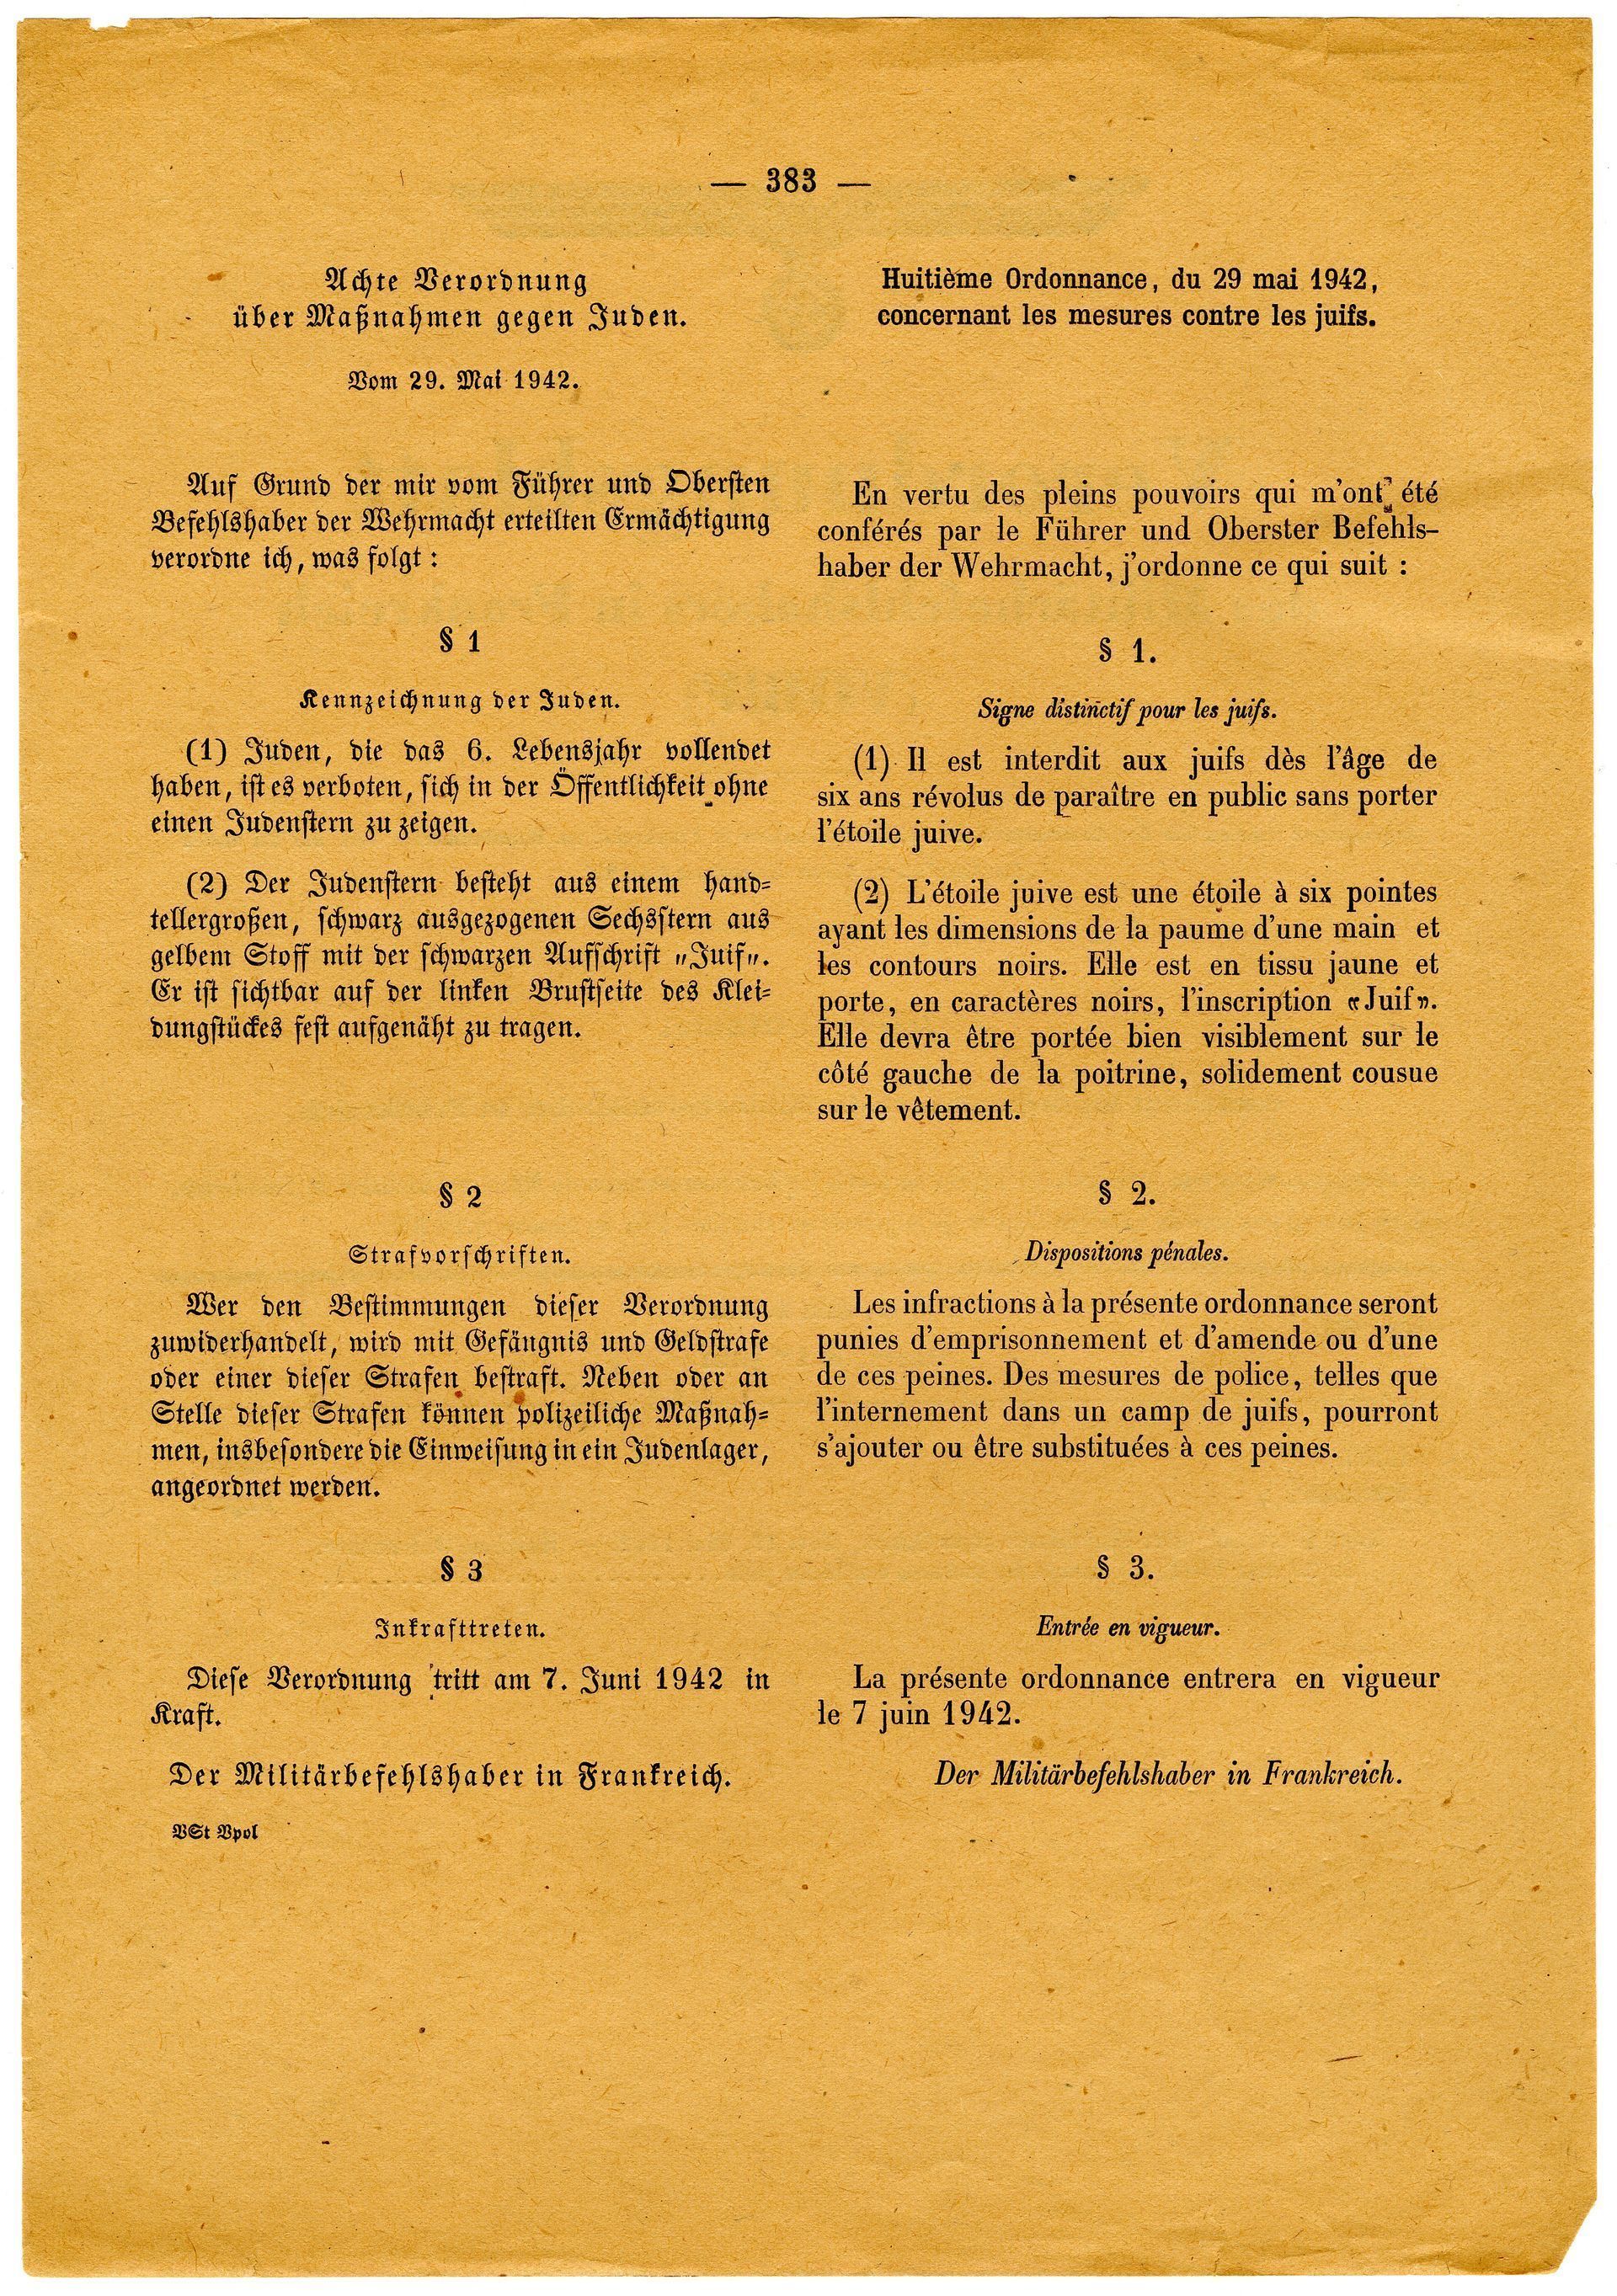 — 383 —
Achte Verordnung
über Maßnahmen gegen Juden.
Vom 29. Mai 1942.
Auf Grund der mir vom Führer und Obersten
Befehlshaber der Wehrmacht erteilten Ermächtigung
verordne ich, was folgt :
§ 1
Kennzeichnung der Juden.
(1) Juden, die das 6. Lebensjahr vollendet
haben, ist es verboten, sich in der Öffentlichkeit ohne
einen Judenstern zu zeigen.
(2) Der Judenstern besteht aus einem hand-
tellergroßen, schwarz ausgezogenen Sechsstern aus
gelbem Stoff mit der schwarzen Aufschrift „Juif„.
Er ist sichtbar auf der linken Brustseite des Klei-
dungstückes fest aufgenäht zu tragen.
§ 2
Strafvorschriften.
Wer den Bestimmungen dieser Verordnung
zuwiderhandelt, wird mit Gefängnis und Geldstrafe
oder einer dieser Strafen bestraft. Neben oder an
Stelle dieser Strafen können polizeiliche Maßnah-
men, insbesondere die Einweisung in ein Judenlager,
angeordnet werden.
§ 3
Inkrafttreten.
Diese Verordnung tritt am 7. Juni 1942 in
Kraft.
Der Militärbefehlshaber in Frankreich.
VSt Vpol
Huitième Ordonnance, du 29 mai 1942,
concernant les mesures contre les juifs.
En vertu des pleins pouvoirs qui m'ont été
conférés par le Führer und Oberster Befehls-
haber der Wehrmacht, j'ordonne ce qui suit :
§ 1.
Signe distinctif pour les juifs.
(1) Il est interdit aux juifs dès l'âge de
six ans révolus de paraître en public sans porter
l'étoile juive.
(2) L'étoile juive est une étoile à six pointes
ayant les dimensions de la paume d'une main et
les contours noirs. Elle est en tissu jaune et
porte, en caractères noirs, l'inscription « Juif ».
Elle devra être portée bien visiblement sur le
côté gauche de la poitrine, solidement cousue
sur le vêtement.
§ 2.
Dispositions pénales.
Les infractions à la présente ordonnance seront
punies d'emprisonnement et d'amende ou d'une
de ces peines. Des mesures de police, telles que
l'internement dans un camp de juifs, pourront
s'ajouter ou être substituées à ces peines.
§ 3.
Entrée en vigueur.
La présente ordonnance entrera en vigueur
le 7 juin 1942.
Der Militärbefehlshaber in Frankreich.